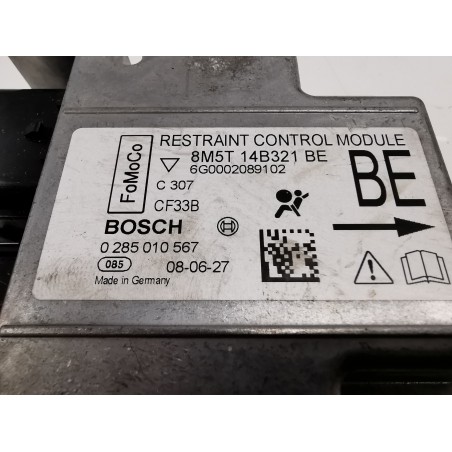 RESTRAINT CONTROL MODULE
FoMoCo
8M5T 14B321 BE
6G0002089102
BE
C 307
CF33B
BOSCH
0 285 010 567
085
08-06-27
Made in Germany